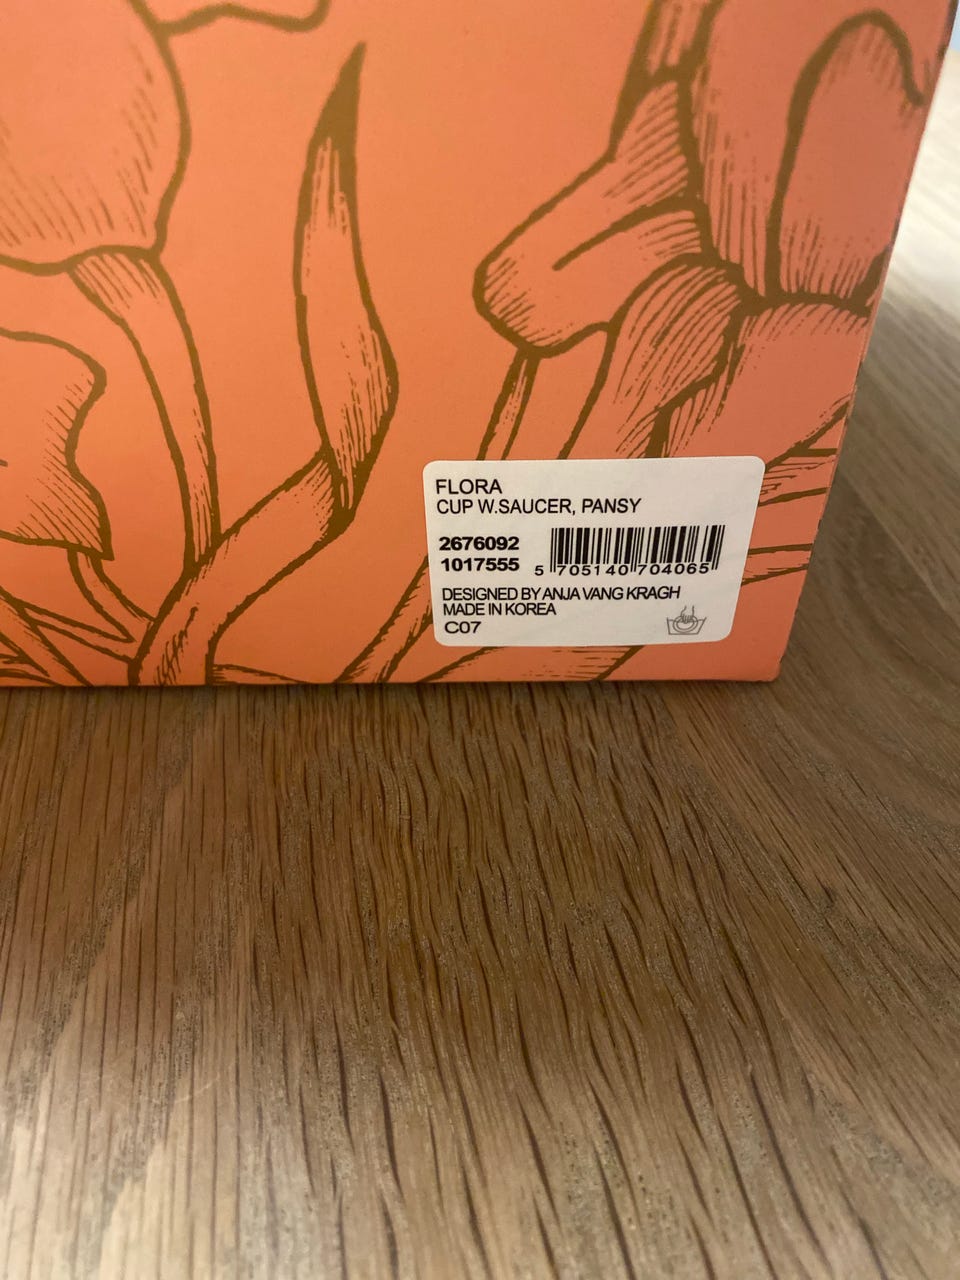 FLORA
CUP W.SAUCER, PANSY
2676092
1017555
5 705140 704065
DESIGNED BY ANJA VANG KRAGH
MADE IN KOREA
C07